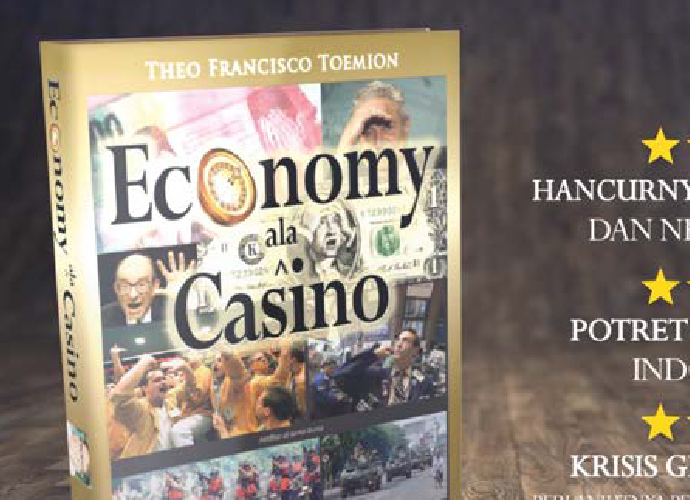 THEO FRANCISCO TOEMION
Economy
ala
Casino
Economy ala Casino
HANCURNY
DAN NE
POTRET
INDO
KRISIS G